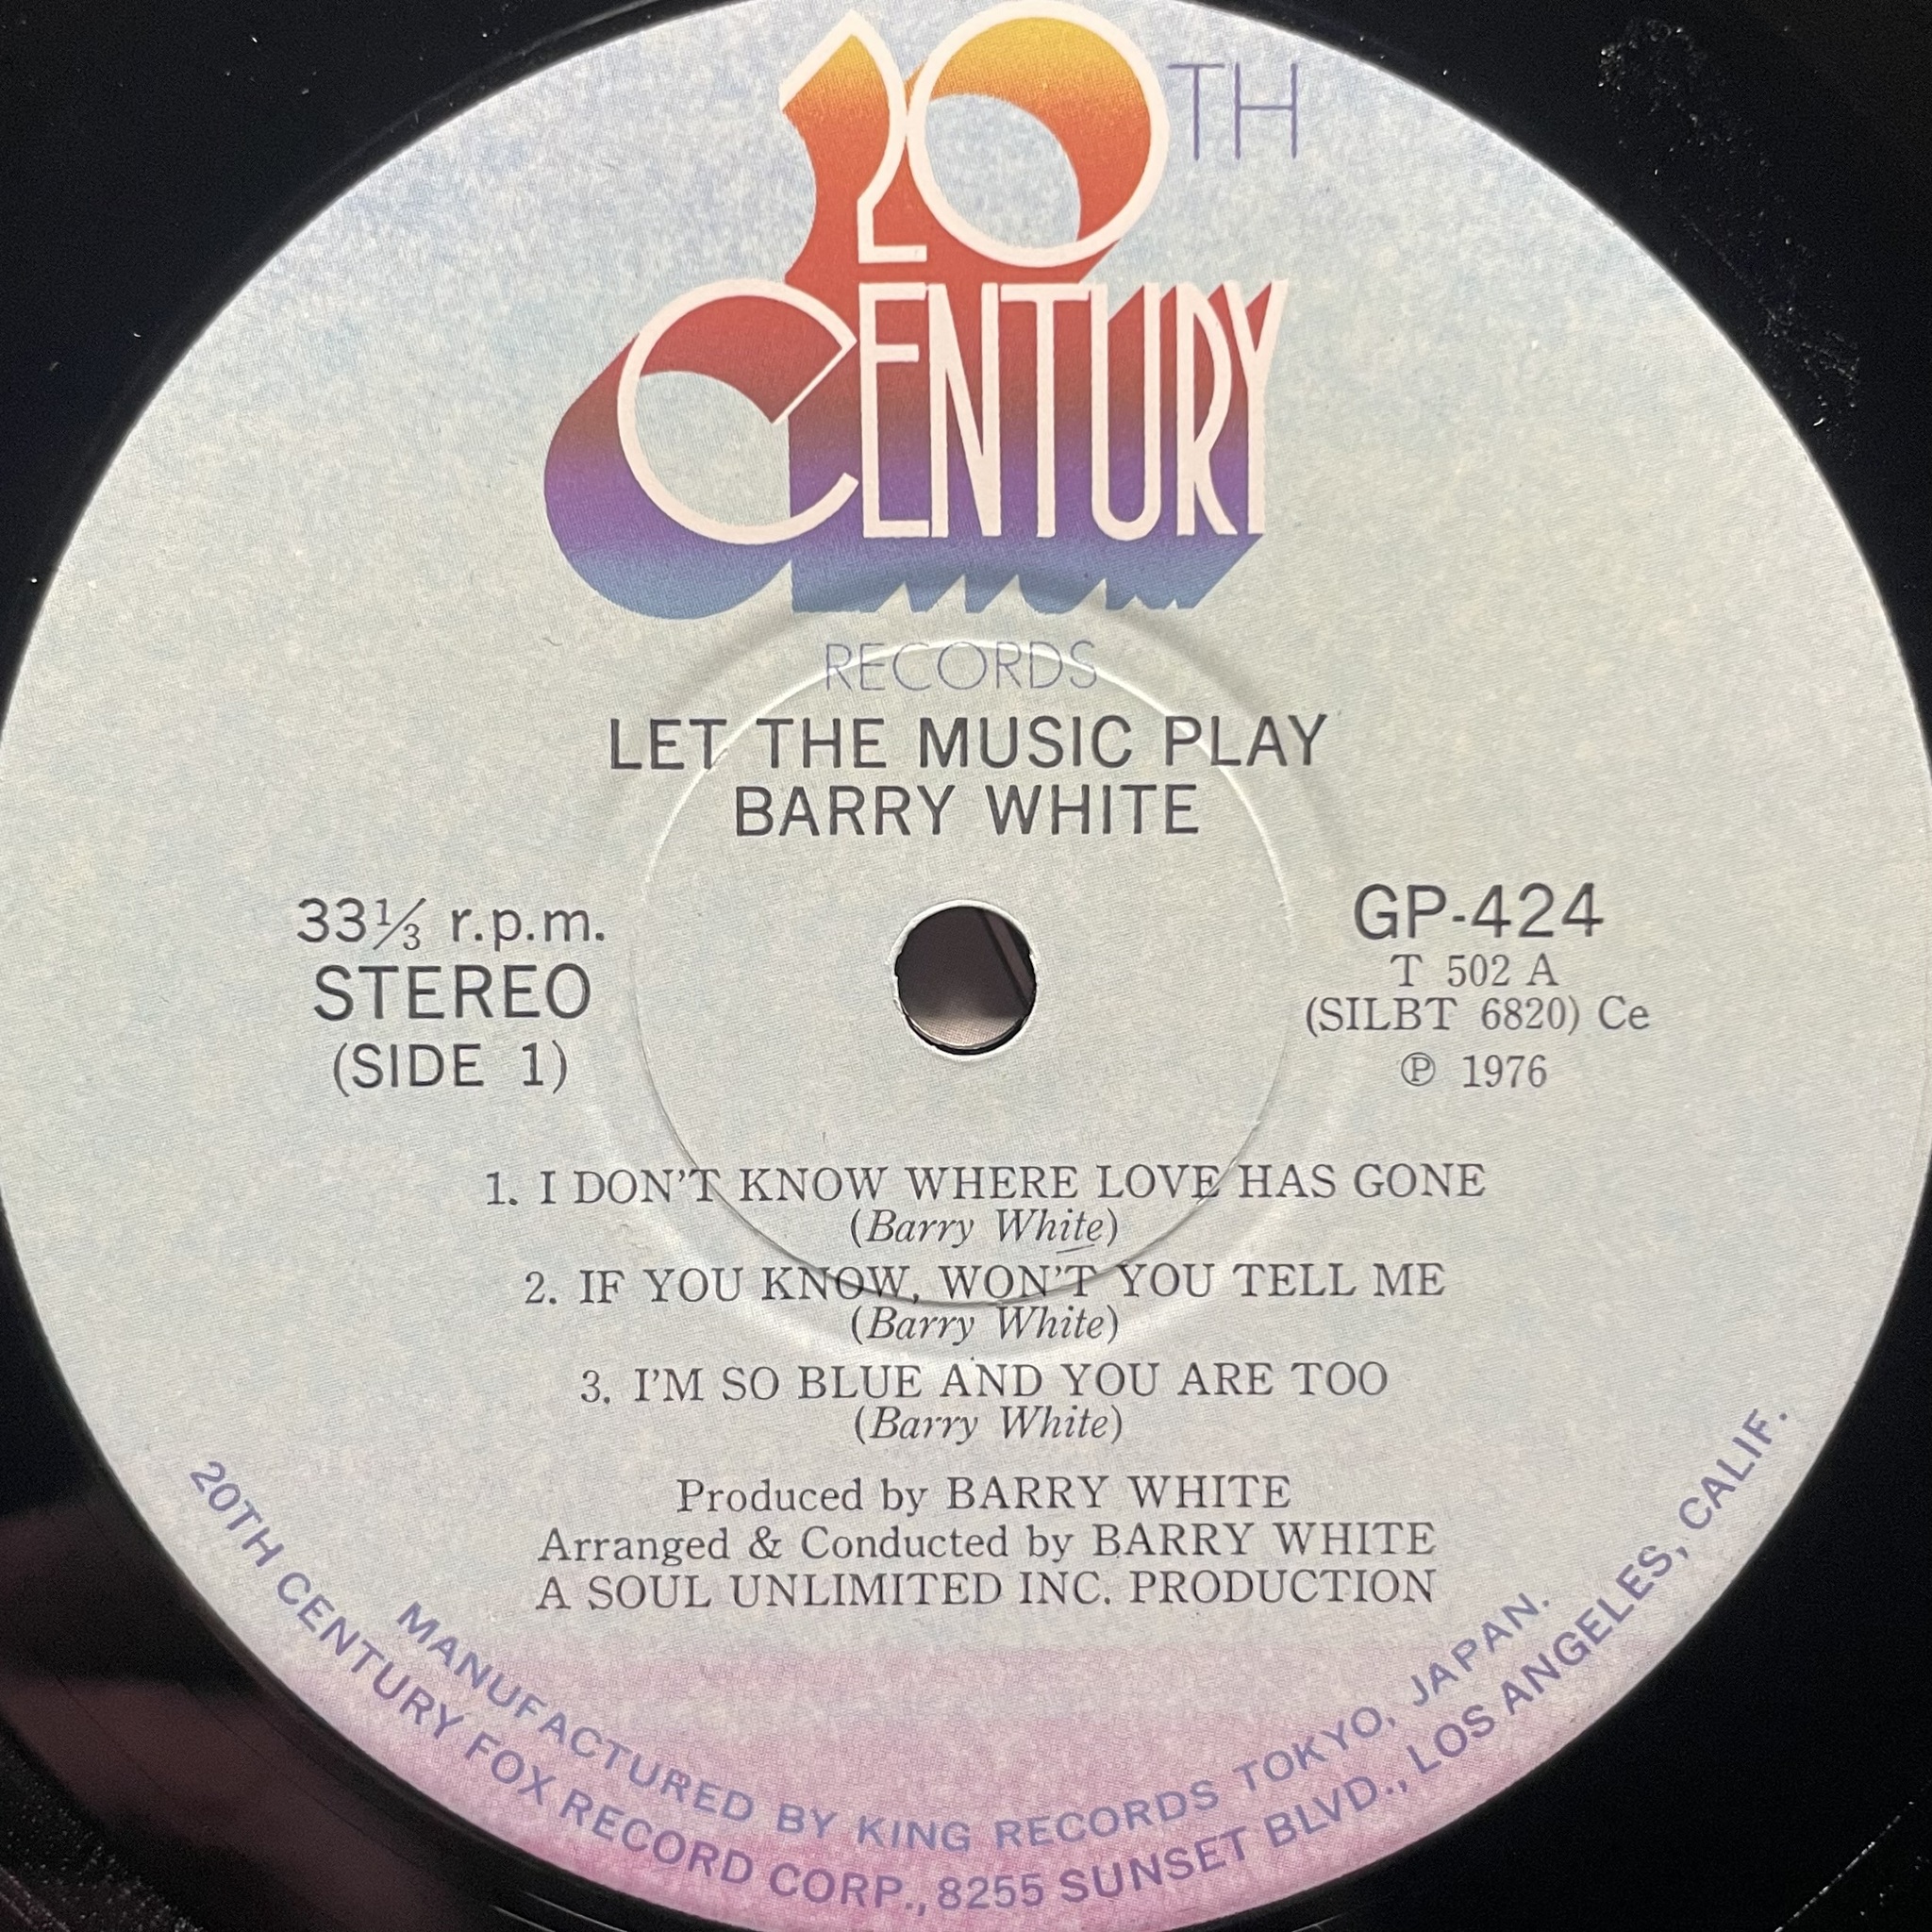 20TH
CENTURY
RECORDS
LET THE MUSIC PLAY
BARRY WHITE
33⅓ r.p.m.
STEREO
(SIDE 1)
GP-424
T 502 A
(SILBT 6820) Ce
℗ 1976
1. I DON'T KNOW WHERE LOVE HAS GONE
(Barry White)
2. IF YOU KNOW, WON'T YOU TELL ME
(Barry White)
3. I'M SO BLUE AND YOU ARE TOO
(Barry White)
Produced by BARRY WHITE
Arranged & Conducted by BARRY WHITE
A SOUL UNLIMITED INC. PRODUCTION
MANUFACTURED BY KING RECORDS TOKYO, JAPAN.
20TH CENTURY FOX RECORD CORP., 8255 SUNSET BLVD., LOS ANGELES, CALIF.